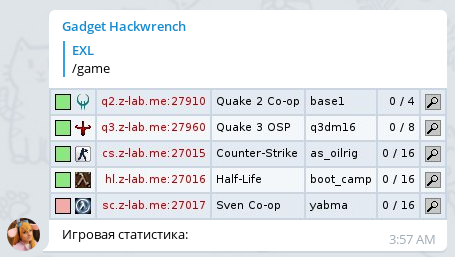 Gadget Hackwrench
EXL
/game
q2.z-lab.me:27910 Quake 2 Co-op base1 0 / 4
q3.z-lab.me:27960 Quake 3 OSP q3dm16 0 / 8
cs.z-lab.me:27015 Counter-Strike as_oilrig 0 / 16
hl.z-lab.me:27016 Half-Life boot_camp 0 / 16
sc.z-lab.me:27017 Sven Co-op yabma 0 / 16
Игровая статистика:
3:57 AM